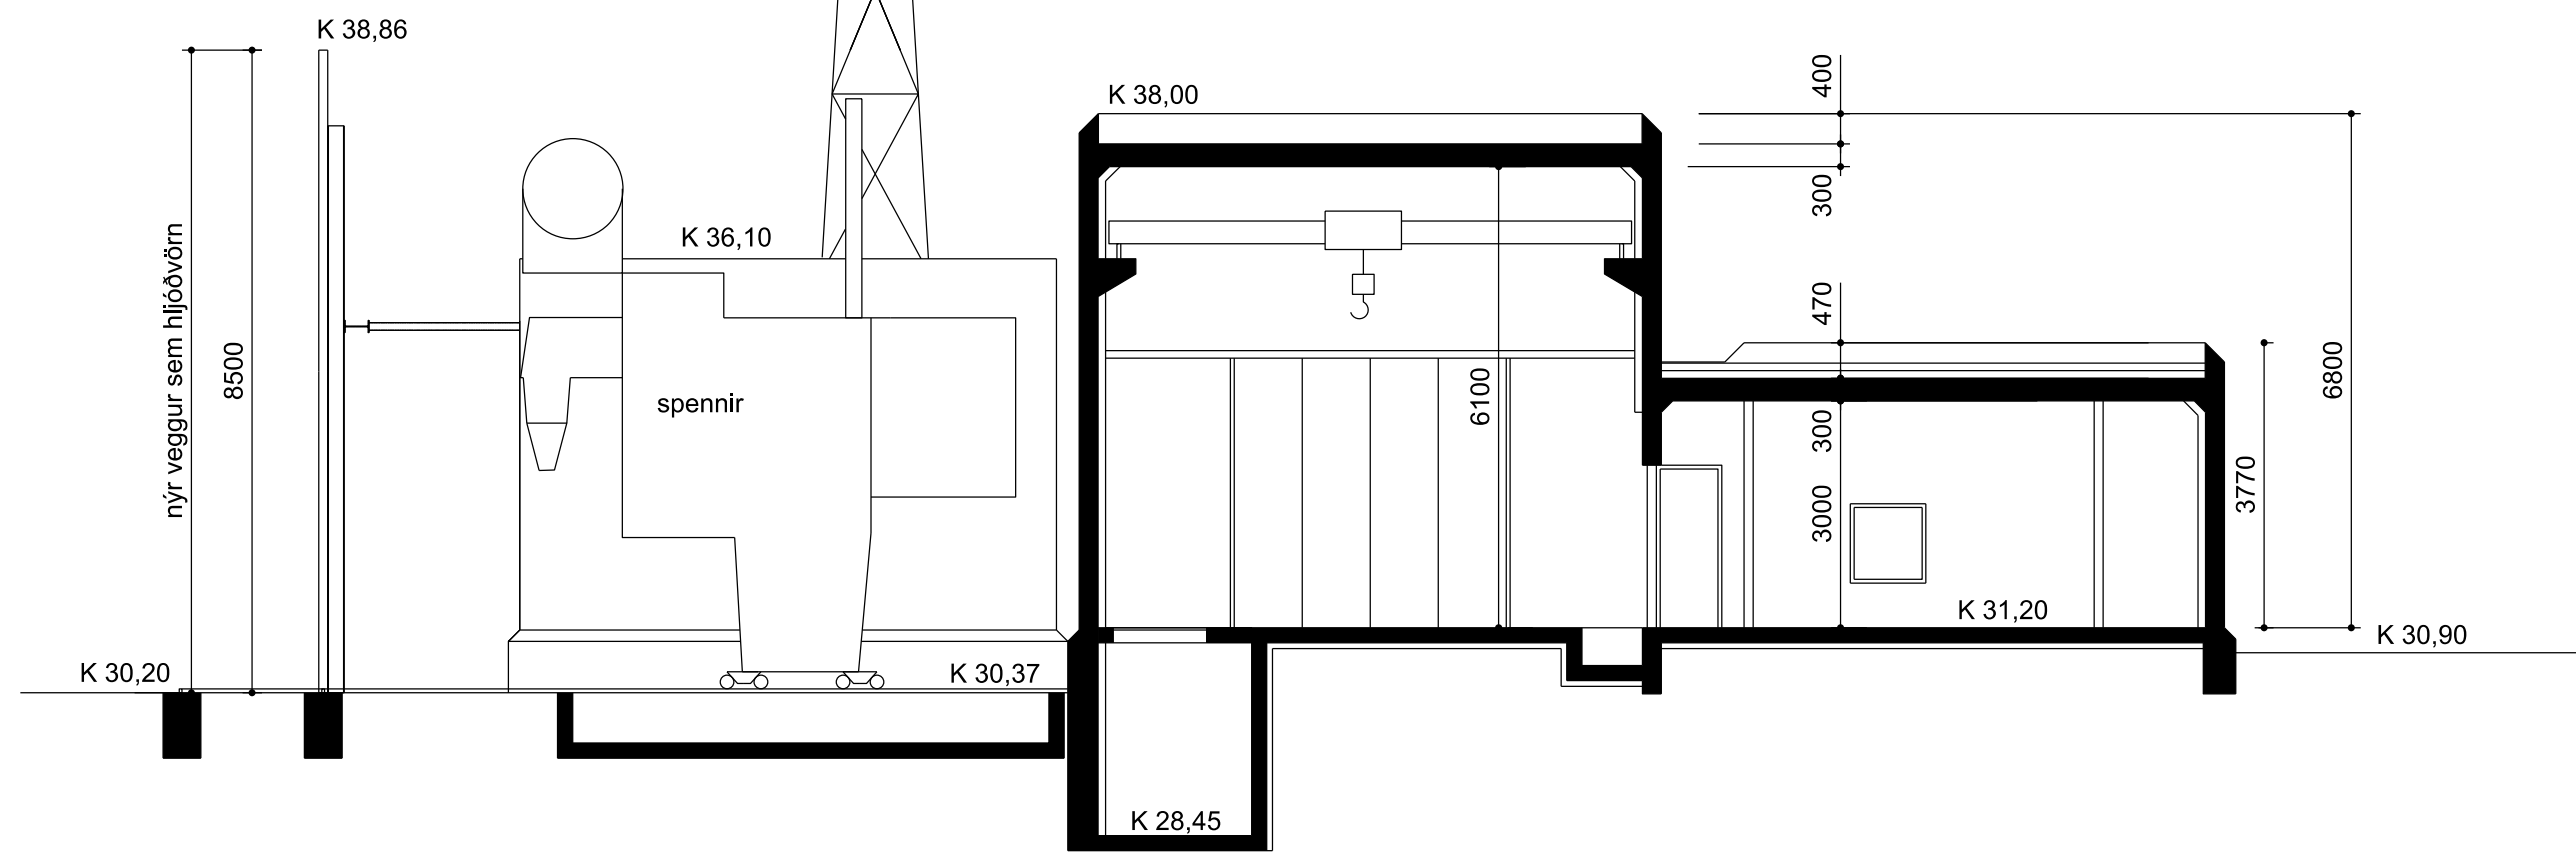 K 38,86
K 38,00
400
300
K 36,10
nýr veggur sem hljóðvörn
8500
spennir
6100
470
300
3000
3770
6800
K 31,20
K 30,90
K 30,20
K 30,37
K 28,45